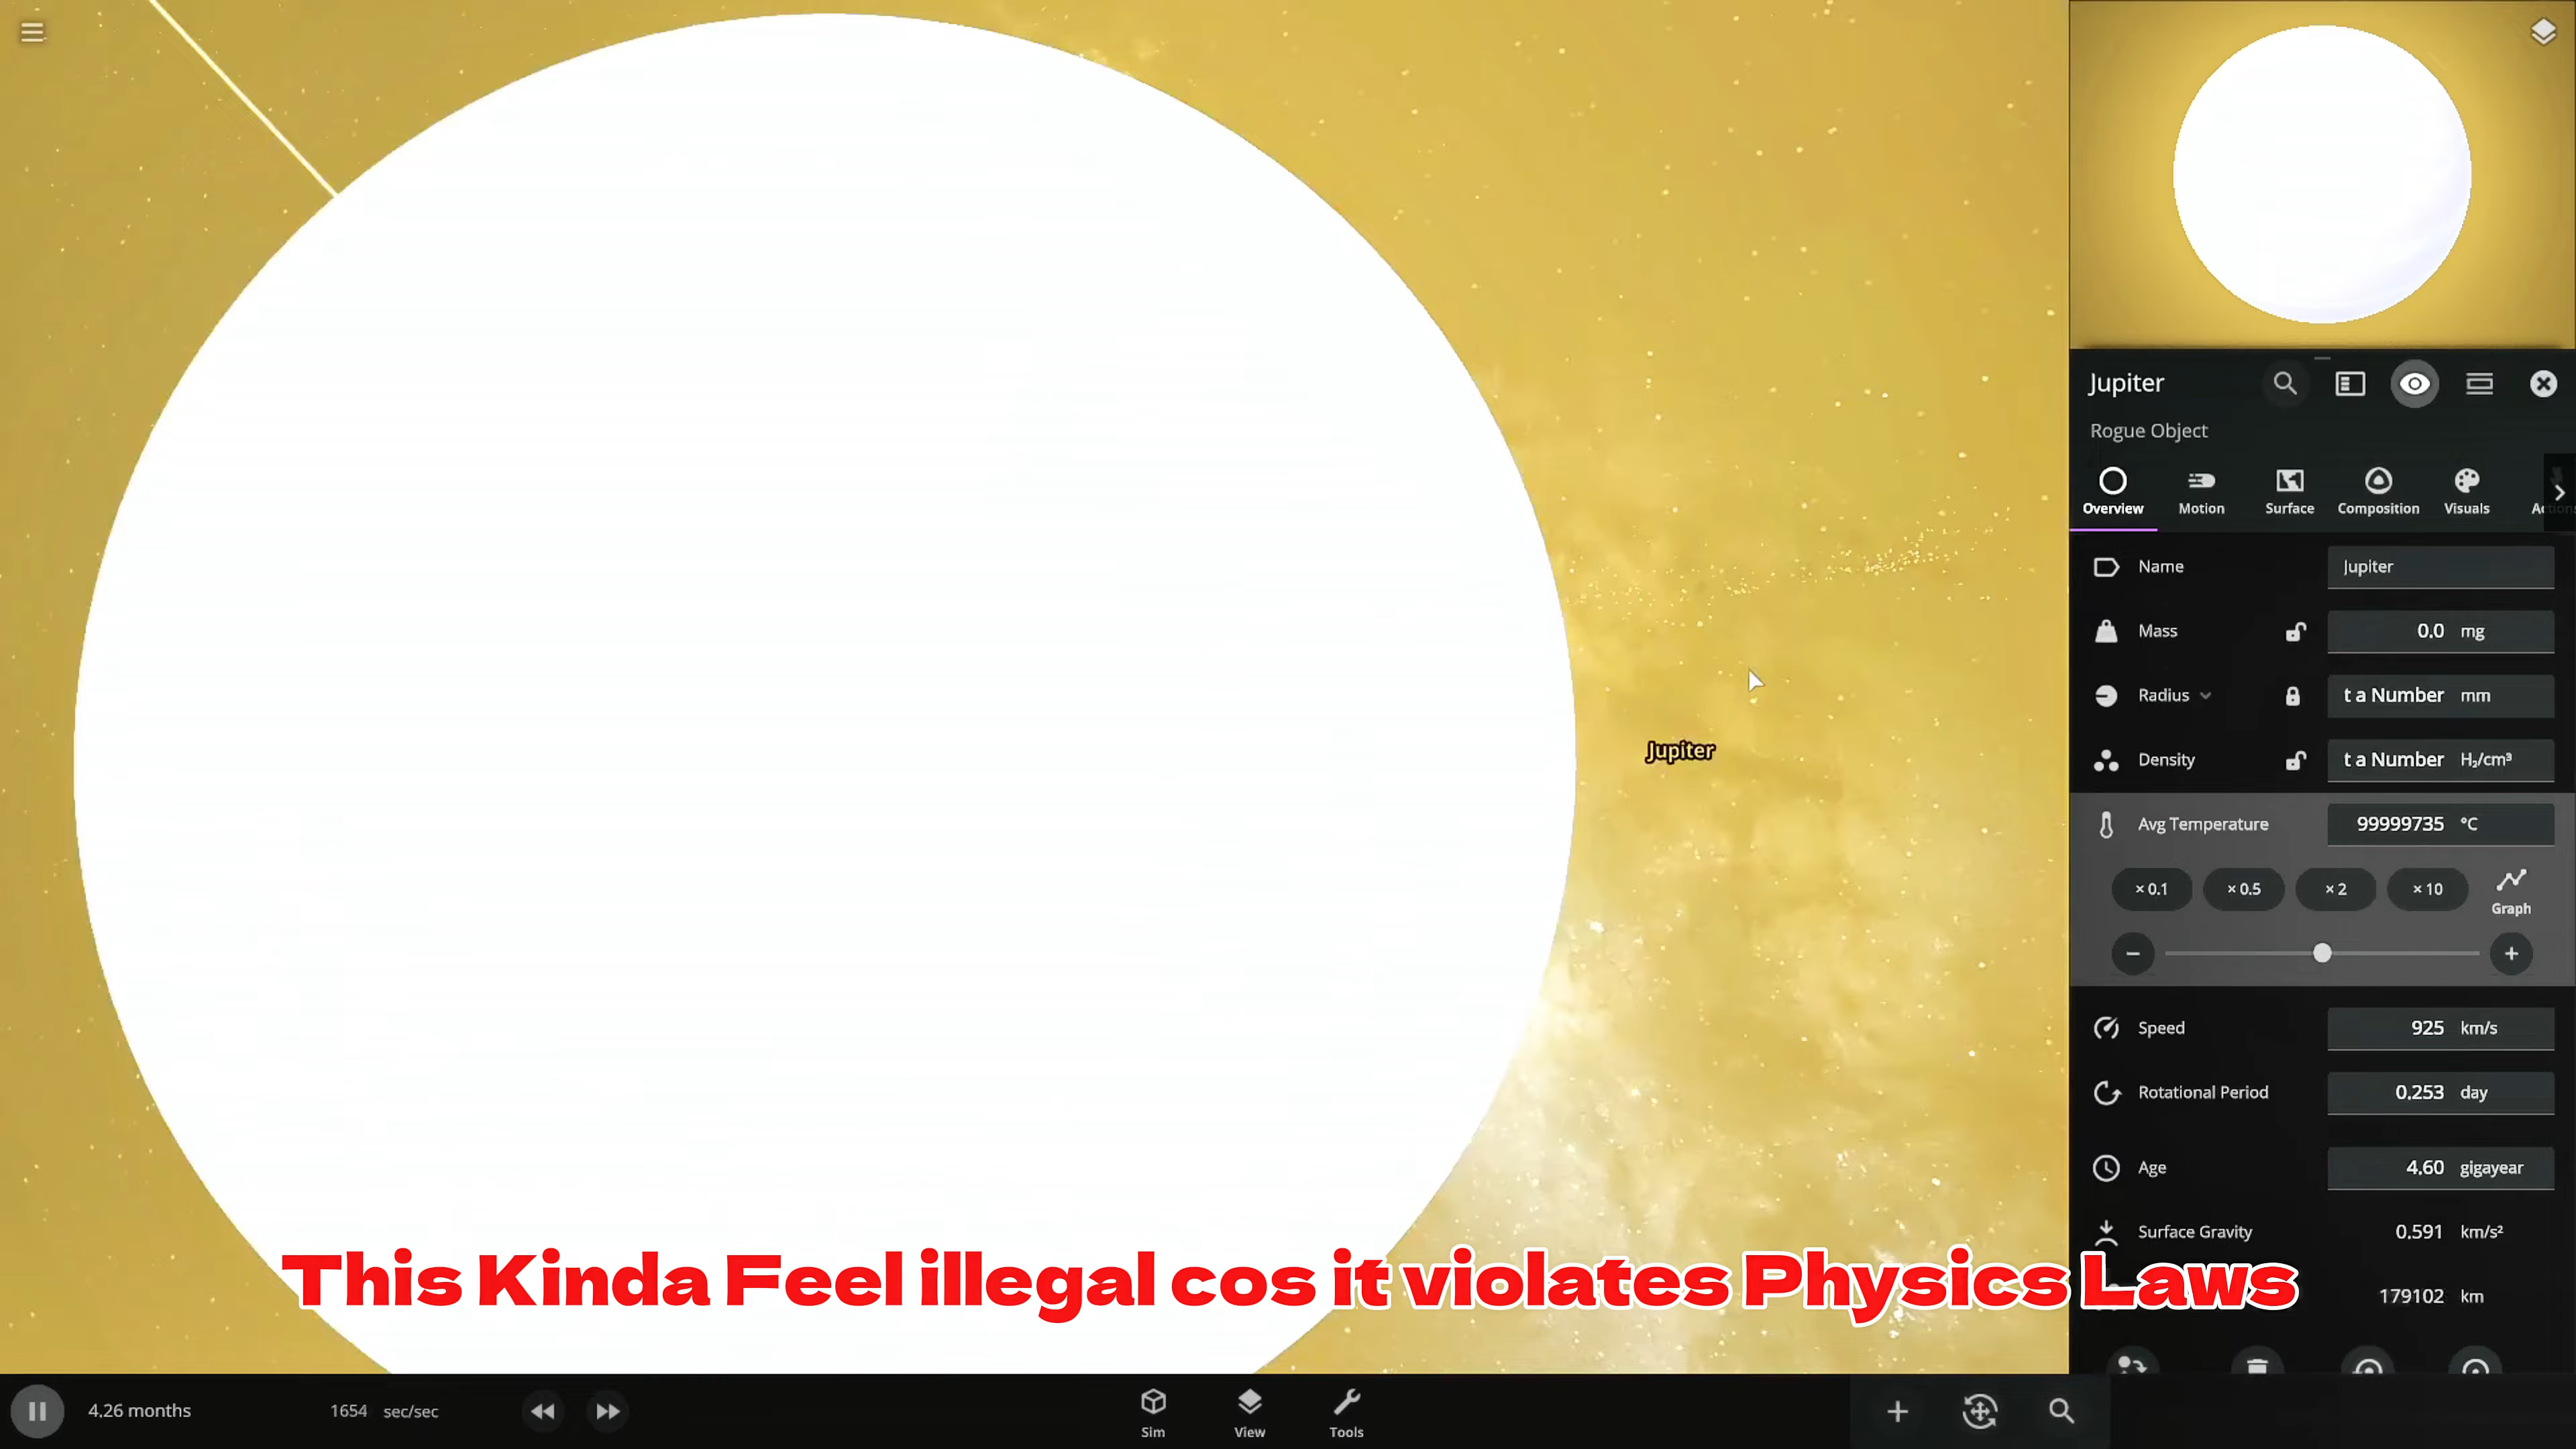 Jupiter
Rogue Object
Overview
Motion
Surface
Composition
Visuals
Name
Jupiter
Mass
0.0 mg
Radius
t a Number mm
Density
t a Number H₂/cm³
Avg Temperature
99999735 °C
× 0.1
× 0.5
× 2
× 10
Graph
Speed
925 km/s
Rotational Period
0.253 day
Age
4.60 gigayear
Surface Gravity
0.591 km/s²
179102 km
Jupiter
This Kinda Feel illegal cos it violates Physics Laws
4.26 months
1654 sec/sec
Sim
View
Tools